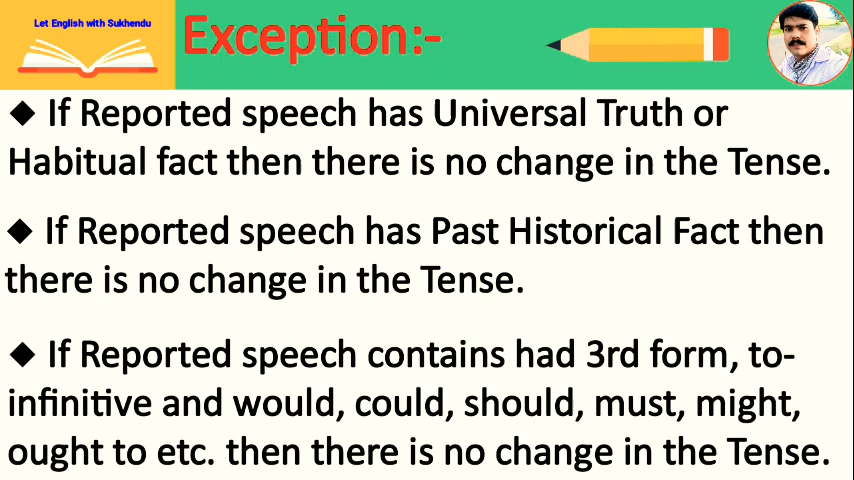 Let English with Sukhendu
Exception:-
◆ If Reported speech has Universal Truth or
Habitual fact then there is no change in the Tense.
◆ If Reported speech has Past Historical Fact then
there is no change in the Tense.
◆ If Reported speech contains had 3rd form, to-
infinitive and would, could, should, must, might,
ought to etc. then there is no change in the Tense.